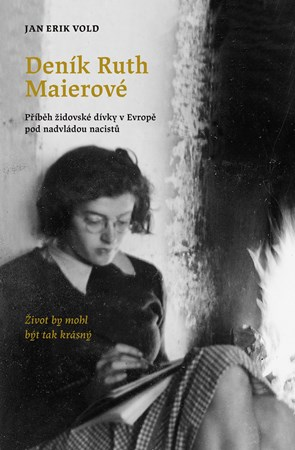 JAN ERIK VOLD
Deník Ruth
Maierové
Příběh židovské dívky v Evropě
pod nadvládou nacistů
Život by mohl
být tak krásný